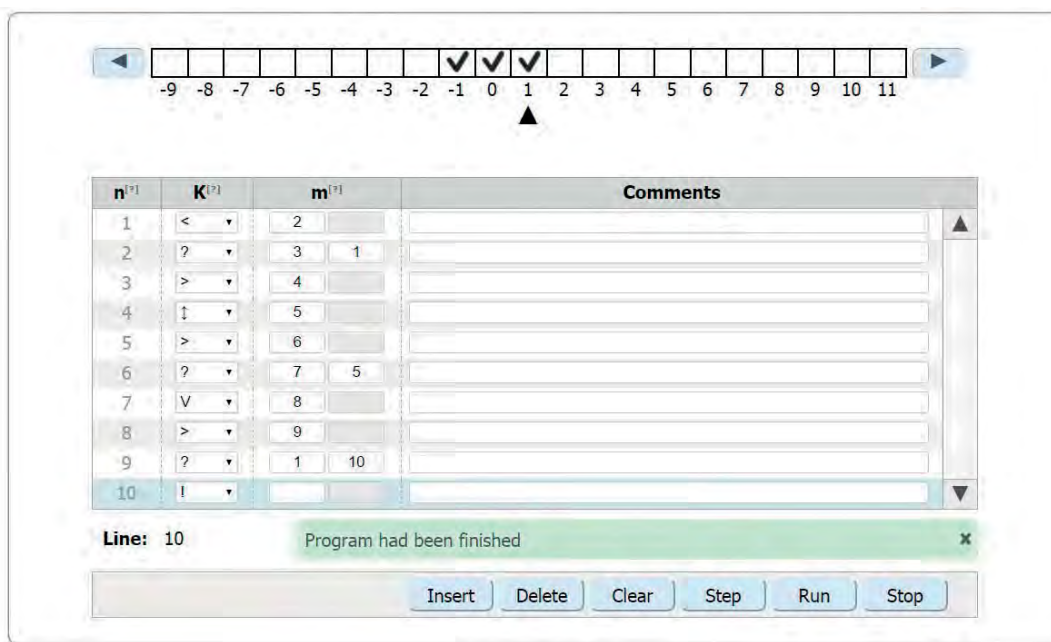 ◄ ✔ ✔ ✔ ►
-9 -8 -7 -6 -5 -4 -3 -2 -1 0 1 2 3 4 5 6 7 8 9 10 11
▲
n[?] K[?] m[?] Comments
1 < ▾ 2 ▲
2 ? ▾ 3 1
3 > ▾ 4
4 ↕ ▾ 5
5 > ▾ 6
6 ? ▾ 7 5
7 V ▾ 8
8 > ▾ 9
9 ? ▾ 1 10
10 ! ▾ ▼
Line: 10 Program had been finished ×
Insert Delete Clear Step Run Stop